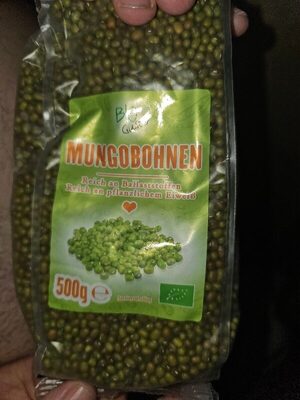 MUNGOBOHNEN
Reich an Ballaststoffen
Reich an pflanzlichem Eiweiß
500g ℮